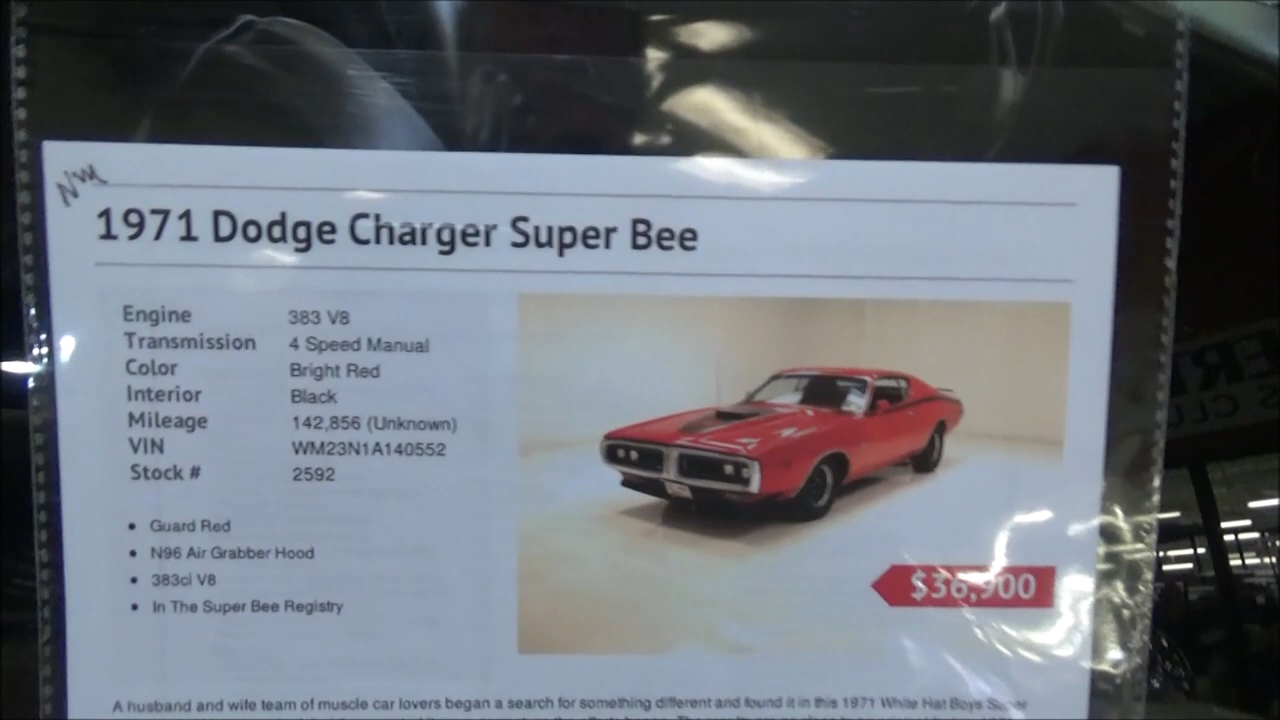 NM
1971 Dodge Charger Super Bee
Engine 383 V8
Transmission 4 Speed Manual
Color Bright Red
Interior Black
Mileage 142,856 (Unknown)
VIN WM23N1A140552
Stock # 2592
• Guard Red
• N96 Air Grabber Hood
• 383ci V8
• In The Super Bee Registry
$36,900
A husband and wife team of muscle car lovers began a search for something different and found it in this 1971 White Hat Boys Super